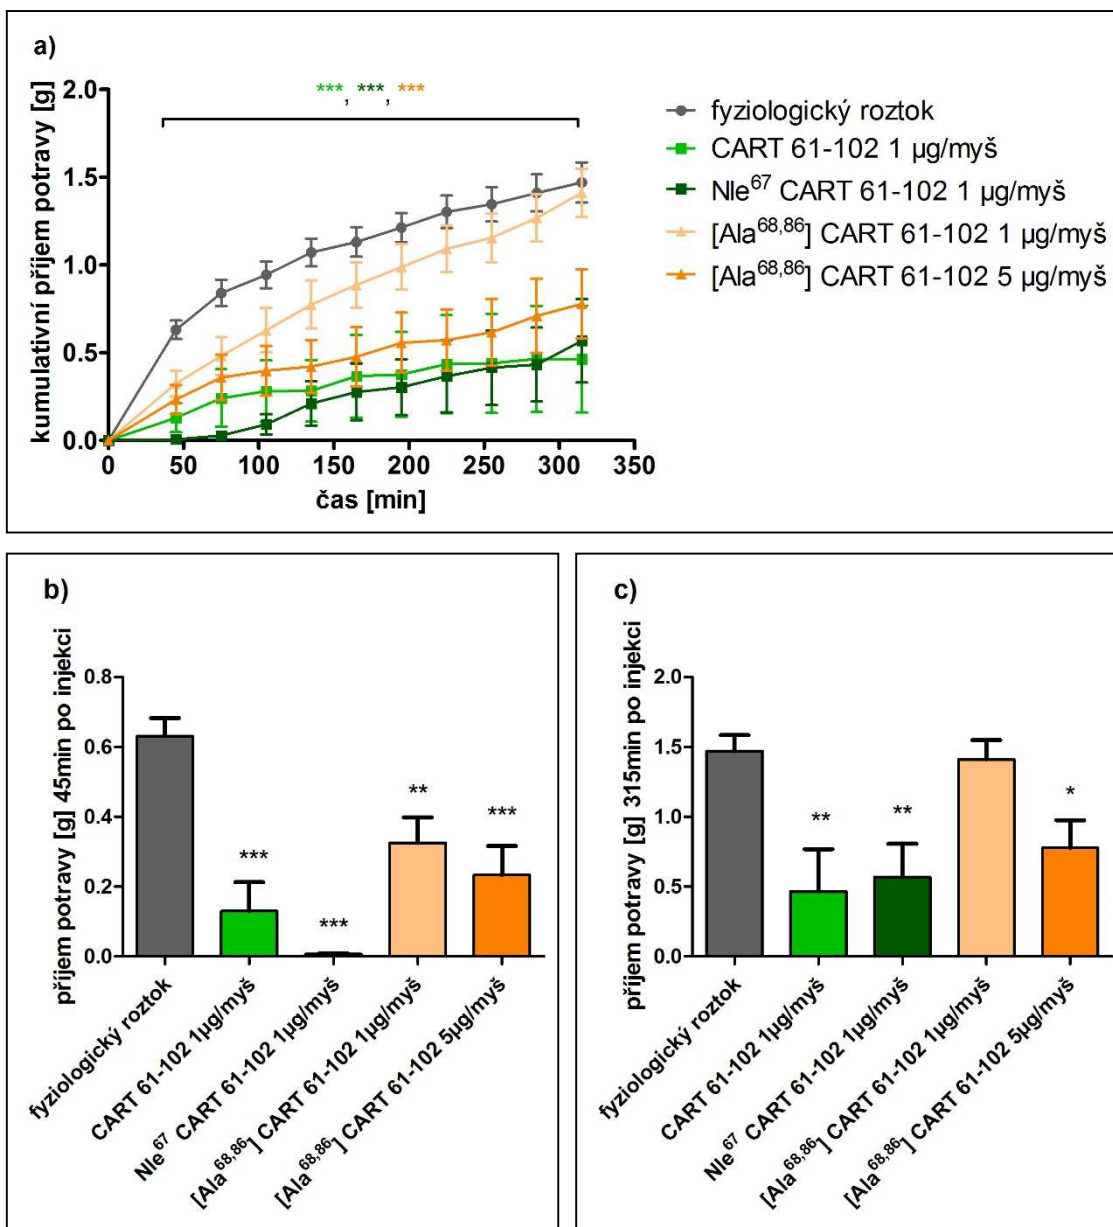 a)
kumulativní příjem potravy [g]
2.0
1.5
1.0
0.5
0.0
***, ***, ***
0 50 100 150 200 250 300 350
čas [min]
fyziologický roztok
CART 61-102 1 µg/myš
Nle⁶⁷ CART 61-102 1 µg/myš
[Ala⁶⁸,⁸⁶] CART 61-102 1 µg/myš
[Ala⁶⁸,⁸⁶] CART 61-102 5 µg/myš
b)
příjem potravy [g] 45min po injekci
0.8
0.6
0.4
0.2
0.0
***
***
**
***
fyziologický roztok
CART 61-102 1µg/myš
Nle⁶⁷ CART 61-102 1µg/myš
[Ala⁶⁸,⁸⁶] CART 61-102 1µg/myš
[Ala⁶⁸,⁸⁶] CART 61-102 5µg/myš
c)
příjem potravy [g] 315min po injekci
2.0
1.5
1.0
0.5
0.0
**
**
*
fyziologický roztok
CART 61-102 1µg/myš
Nle⁶⁷ CART 61-102 1µg/myš
[Ala⁶⁸,⁸⁶] CART 61-102 1µg/myš
[Ala⁶⁸,⁸⁶] CART 61-102 5µg/myš